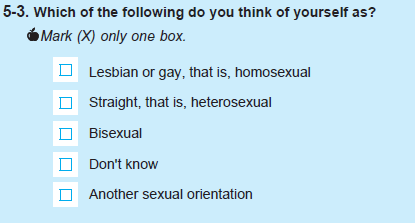 5-3. Which of the following do you think of yourself as?
Mark (X) only one box.
Lesbian or gay, that is, homosexual
Straight, that is, heterosexual
Bisexual
Don't know
Another sexual orientation